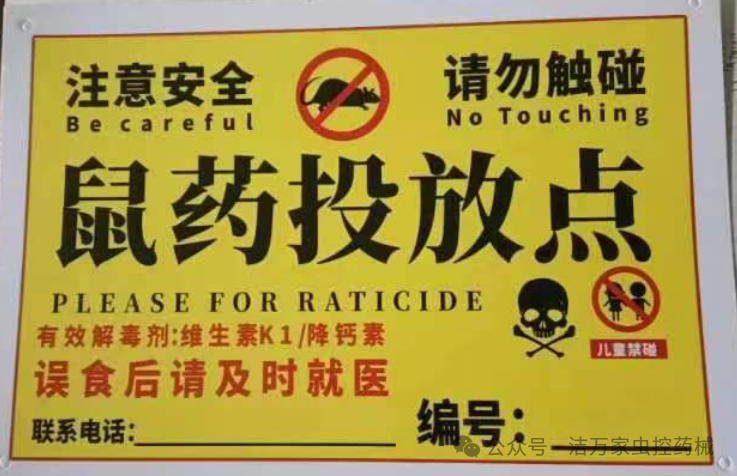 注意安全
Be careful
请勿触碰
No Touching
鼠药投放点
PLEASE FOR RATICIDE
有效解毒剂:维生素K1/降钙素
儿童禁碰
误食后请及时就医
联系电话:
编号:
公众号 洁万家虫控药械